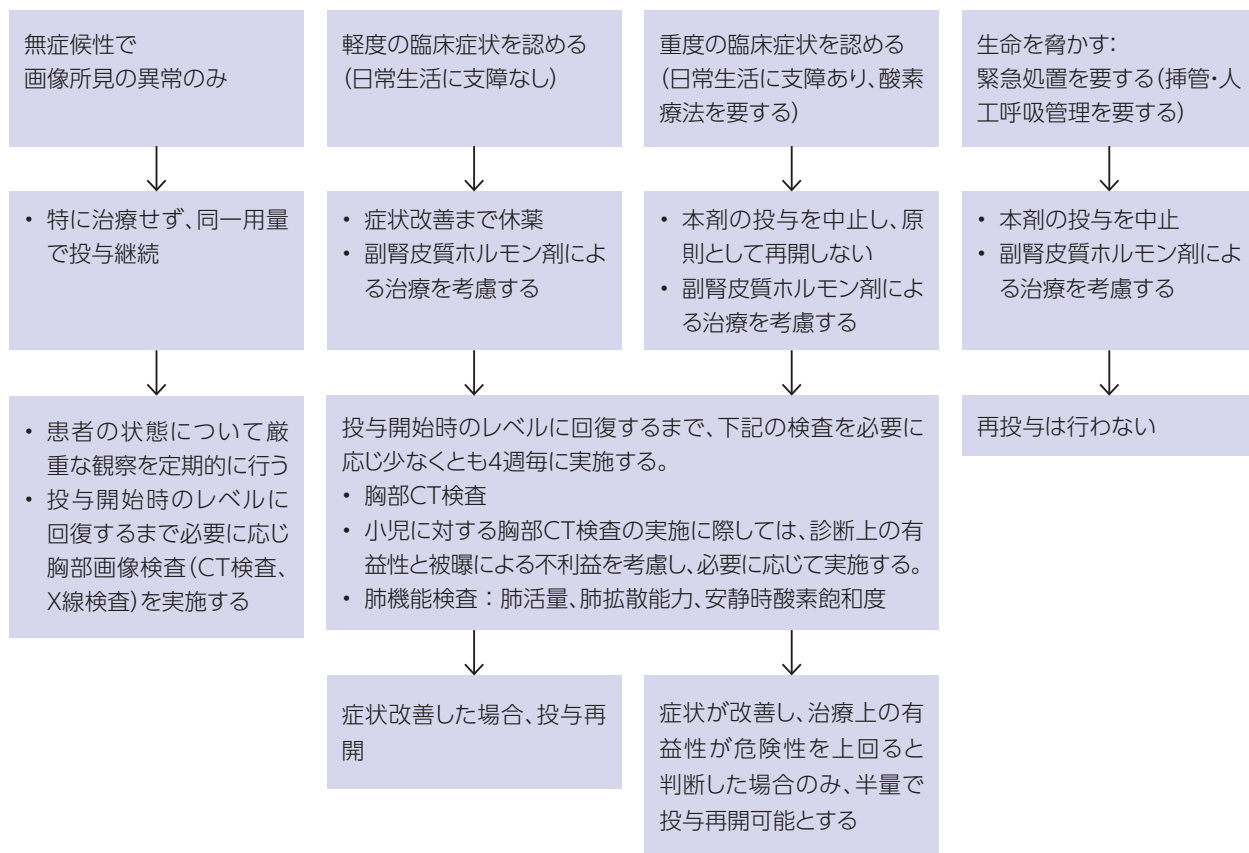 無症候性で
画像所見の異常のみ
軽度の臨床症状を認める
（日常生活に支障なし）
重度の臨床症状を認める
（日常生活に支障あり、酸素
療法を要する）
生命を脅かす：
緊急処置を要する（挿管・人
工呼吸管理を要する）
• 特に治療せず、同一用量
で投与継続
• 症状改善まで休薬
• 副腎皮質ホルモン剤によ
る治療を考慮する
• 本剤の投与を中止し、原
則として再開しない
• 副腎皮質ホルモン剤によ
る治療を考慮する
• 本剤の投与を中止
• 副腎皮質ホルモン剤によ
る治療を考慮する
• 患者の状態について厳
重な観察を定期的に行う
• 投与開始時のレベルに
回復するまで必要に応じ
胸部画像検査（CT検査、
X線検査）を実施する
投与開始時のレベルに回復するまで、下記の検査を必要に
応じ少なくとも4週毎に実施する。
• 胸部CT検査
• 小児に対する胸部CT検査の実施に際しては、診断上の有
益性と被曝による不利益を考慮し、必要に応じて実施する。
• 肺機能検査：肺活量、肺拡散能力、安静時酸素飽和度
再投与は行わない
症状改善した場合、投与再
開
症状が改善し、治療上の有
益性が危険性を上回ると
判断した場合のみ、半量で
投与再開可能とする